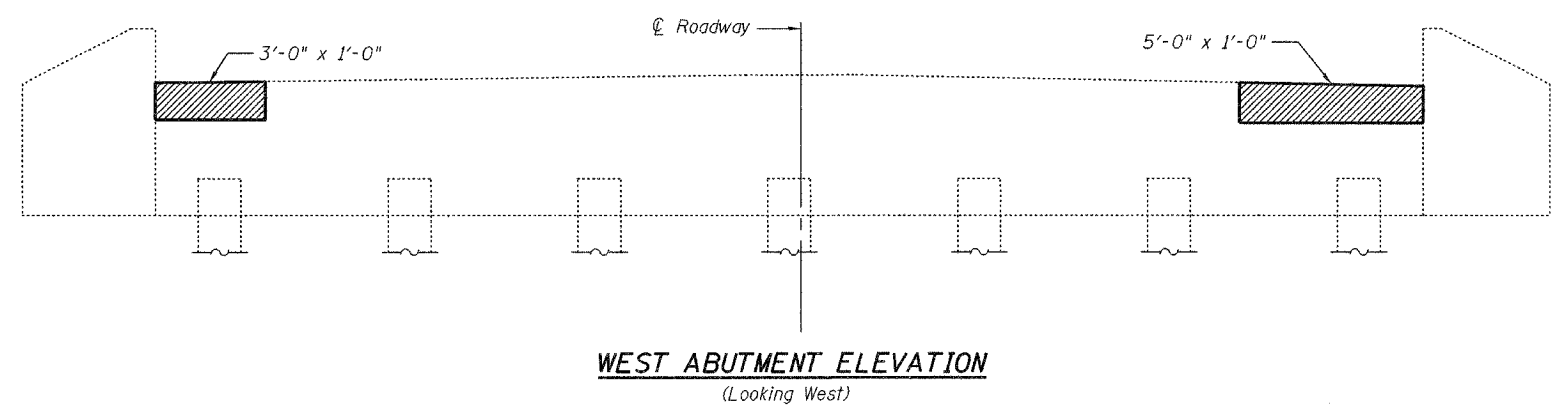 ℄ Roadway
3'-0" x 1'-0"
5'-0" x 1'-0"
WEST ABUTMENT ELEVATION
(Looking West)